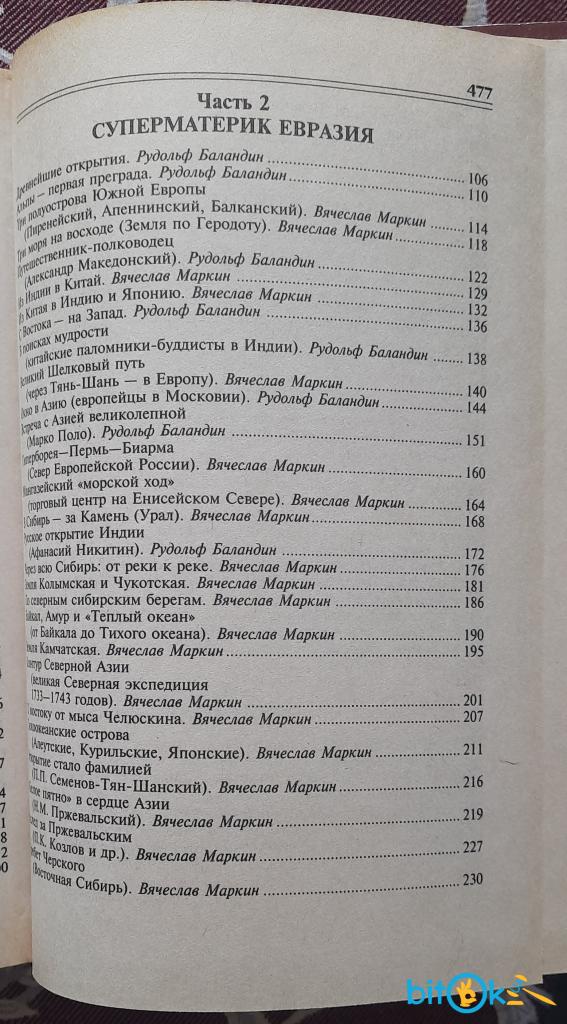 477
Часть 2
СУПЕРМАТЕРИК ЕВРАЗИЯ
Древнейшие открытия. Рудольф Баландин 106
Альпы — первая преграда. Рудольф Баландин 110
Три полуострова Южной Европы
(Пиренейский, Апеннинский, Балканский). Вячеслав Маркин 114
Три моря на восходе (Земля по Геродоту). Вячеслав Маркин 118
Путешественник-полководец
(Александр Македонский). Рудольф Баландин 122
Из Индии в Китай. Вячеслав Маркин 129
Из Китая в Индию и Японию. Вячеслав Маркин 132
С Востока — на Запад. Рудольф Баландин 136
В поисках мудрости
(китайские паломники-буддисты в Индии). Рудольф Баландин 138
Великий Шелковый путь
(через Тянь-Шань — в Европу). Вячеслав Маркин 140
Окно в Азию (европейцы в Московии). Рудольф Баландин 144
Встреча с Азией великолепной
(Марко Поло). Рудольф Баландин 151
Гиперборея—Пермь—Биарма
(Север Европейской России). Вячеслав Маркин 160
Мангазейский «морской ход»
(торговый центр на Енисейском Севере). Вячеслав Маркин 164
В Сибирь — за Камень (Урал). Вячеслав Маркин 168
Русское открытие Индии
(Афанасий Никитин). Рудольф Баландин 172
Через всю Сибирь: от реки к реке. Вячеслав Маркин 176
Земля Колымская и Чукотская. Вячеслав Маркин 181
По северным сибирским берегам. Вячеслав Маркин 186
Байкал, Амур и «Теплый океан»
(от Байкала до Тихого океана). Вячеслав Маркин 190
Земля Камчатская. Вячеслав Маркин 195
Контур Северной Азии
(великая Северная экспедиция
1733—1743 годов). Вячеслав Маркин 201
востоку от мыса Челюскина. Вячеслав Маркин 207
острова
(Алеутские, Курильские, Японские). Вячеслав Маркин 211
стало фамилией
(П.П. Семенов-Тян-Шанский). Вячеслав Маркин 216
пятно» в сердце Азии
(Н.М. Пржевальский). Вячеслав Маркин 219
за Пржевальским
(П.К. Козлов и др.). Вячеслав Маркин 227
Черского
(Восточная Сибирь). Вячеслав Маркин 230
bitok